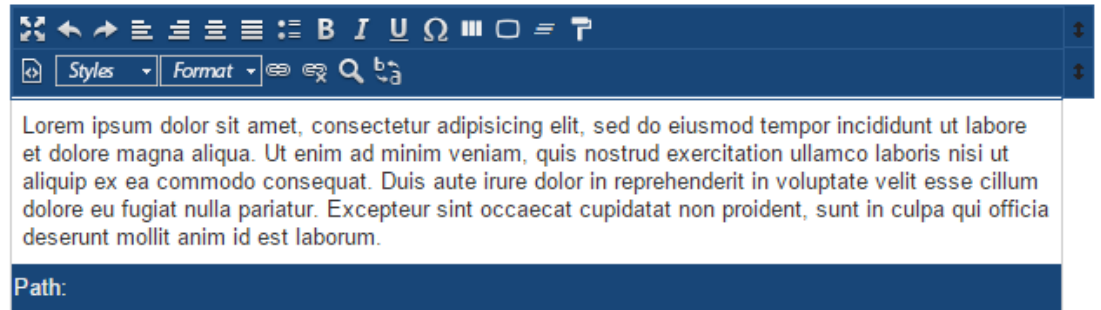 B I U Ω
Styles Format
Lorem ipsum dolor sit amet, consectetur adipisicing elit, sed do eiusmod tempor incididunt ut labore
et dolore magna aliqua. Ut enim ad minim veniam, quis nostrud exercitation ullamco laboris nisi ut
aliquip ex ea commodo consequat. Duis aute irure dolor in reprehenderit in voluptate velit esse cillum
dolore eu fugiat nulla pariatur. Excepteur sint occaecat cupidatat non proident, sunt in culpa qui officia
deserunt mollit anim id est laborum.
Path: